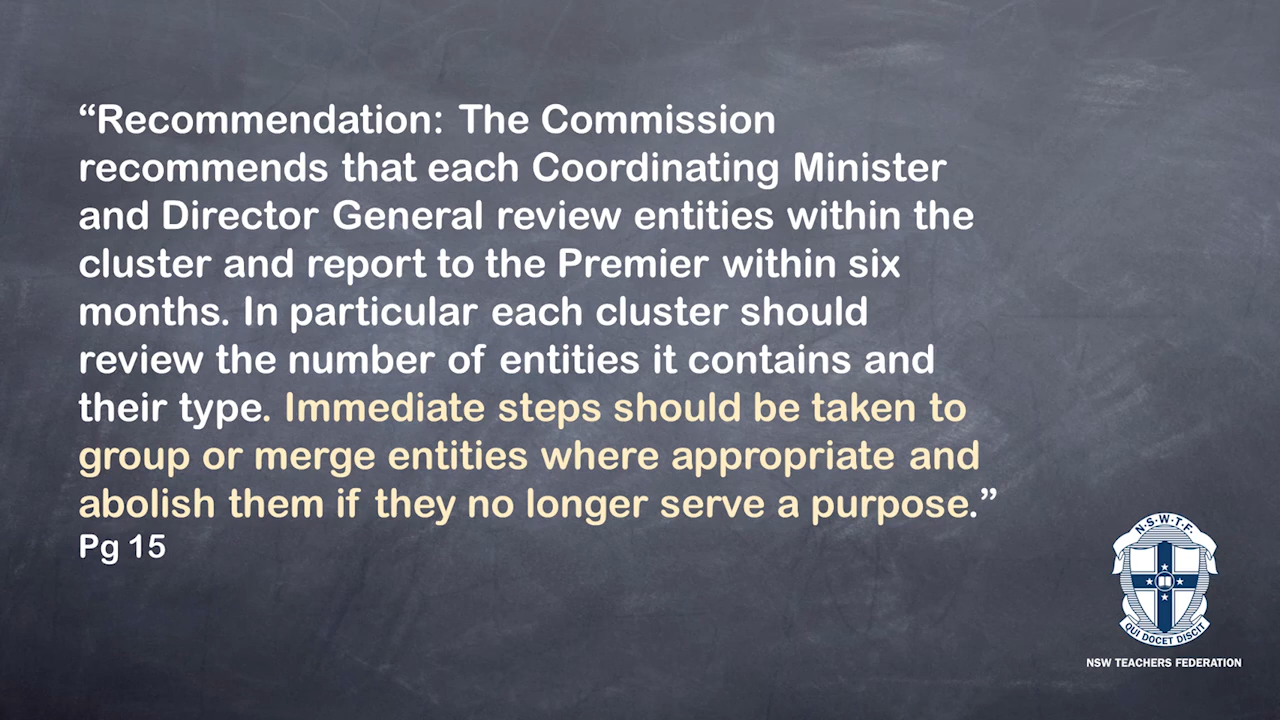 “Recommendation: The Commission
recommends that each Coordinating Minister
and Director General review entities within the
cluster and report to the Premier within six
months. In particular each cluster should
review the number of entities it contains and
their type. Immediate steps should be taken to
group or merge entities where appropriate and
abolish them if they no longer serve a purpose.”
Pg 15
N·S·W·T·F·
QUI DOCET DISCIT
NSW TEACHERS FEDERATION